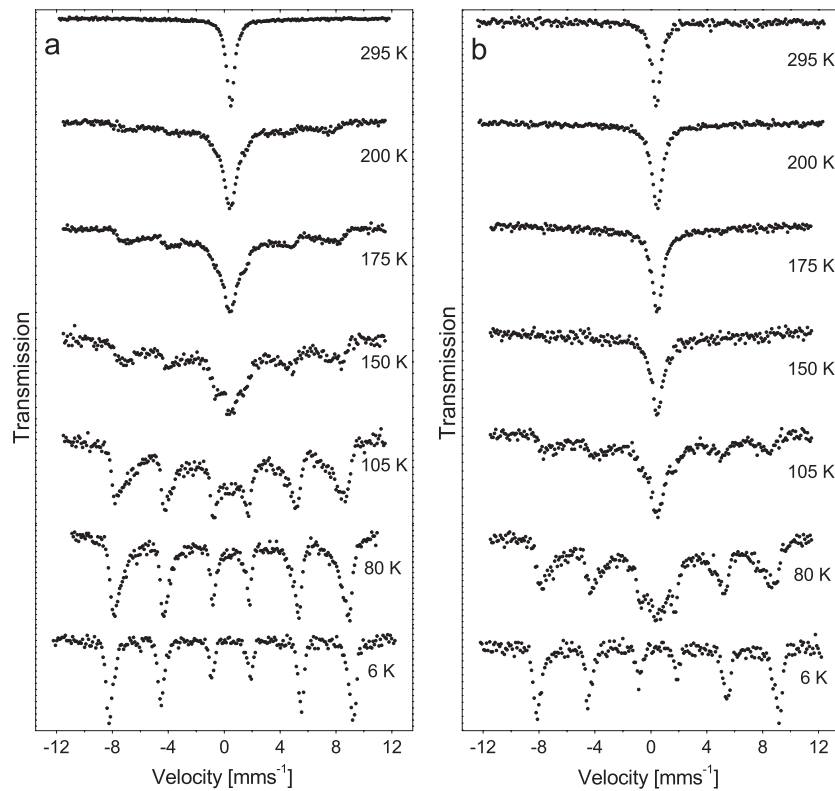 a
295 K
200 K
175 K
150 K
105 K
80 K
6 K
Transmission
-12 -8 -4 0 4 8 12
Velocity [mms-1]
b
295 K
200 K
175 K
150 K
105 K
80 K
6 K
Transmission
-12 -8 -4 0 4 8 12
Velocity [mms-1]